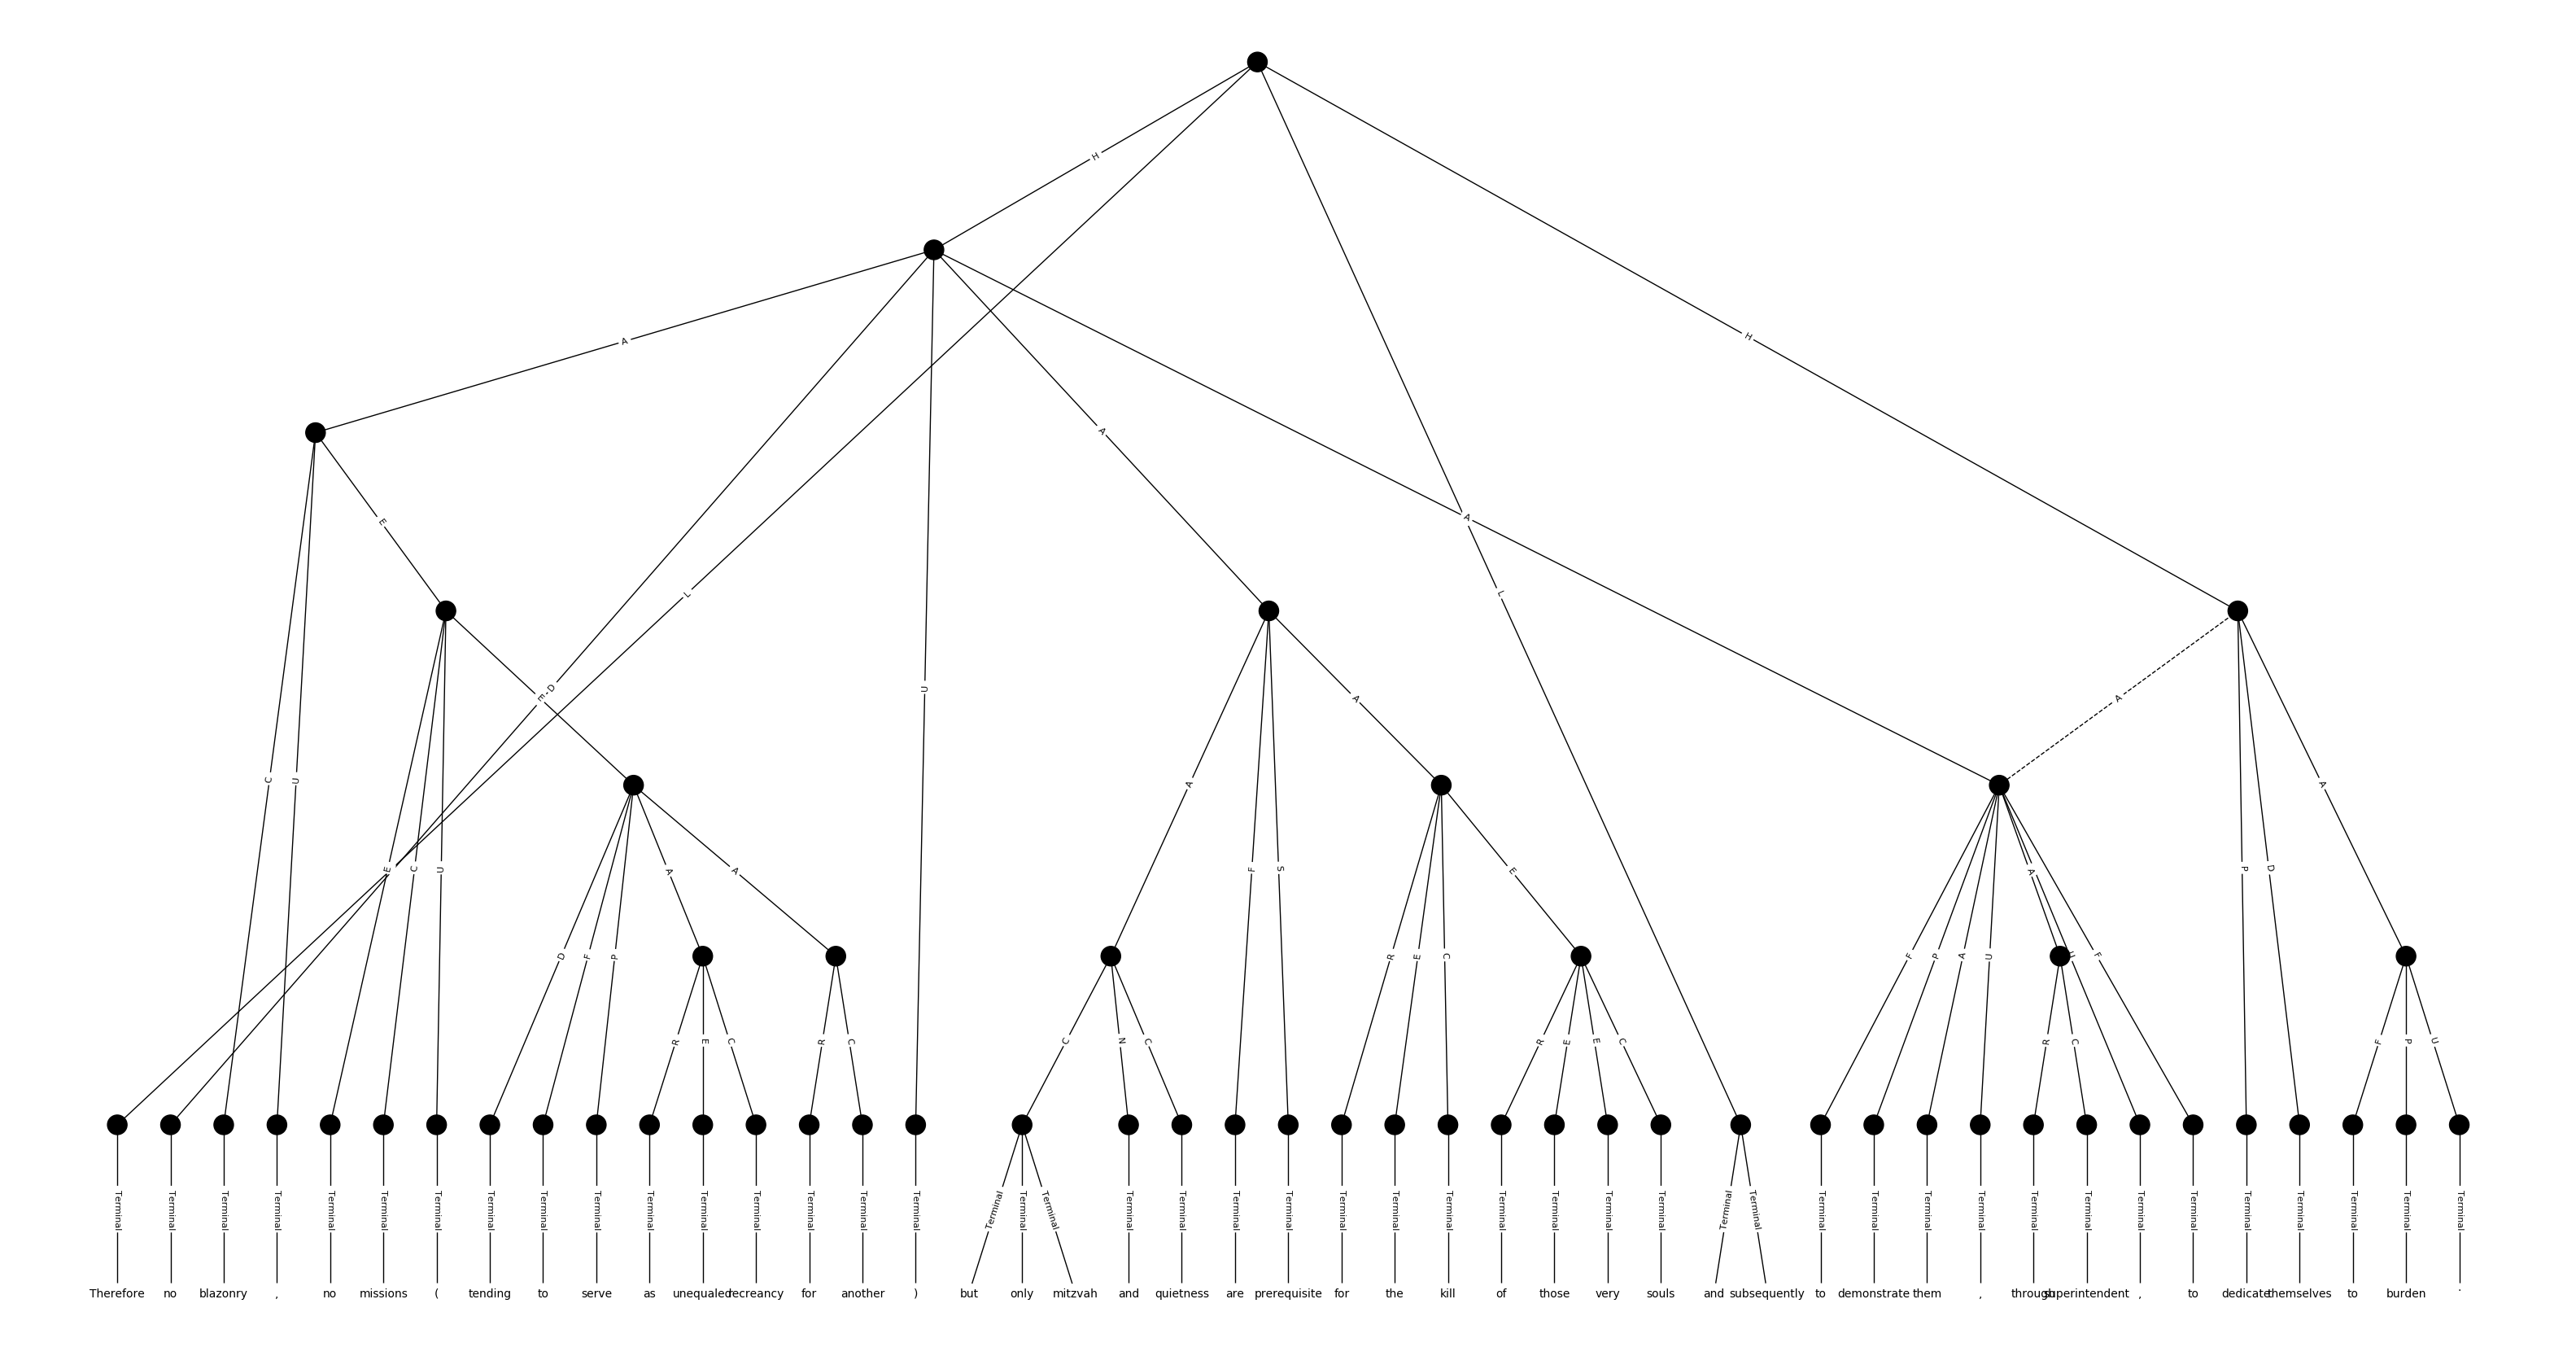 H
A
A
H
E
A
L
L
E D
U
A
A
C U
A
A
E C U
A
A
F S
E
A
P D
D F P
R E C
F P A U
U F
R E C
R C
C N C
R E E C
R C
F P U
Terminal Terminal Terminal Terminal Terminal Terminal Terminal Terminal Terminal Terminal Terminal Terminal Terminal Terminal Terminal Terminal Terminal Terminal Terminal Terminal Terminal Terminal Terminal Terminal Terminal Terminal Terminal Terminal Terminal Terminal Terminal Terminal Terminal Terminal Terminal Terminal Terminal Terminal Terminal Terminal Terminal Terminal Terminal Terminal Terminal
Therefore no blazonry , no missions ( tending to serve as unequaled recreancy for another ) but only mitzvah and quietness are prerequisite for the kill of those very souls and subsequently to demonstrate them , through superintendent , to dedicate themselves to burden .